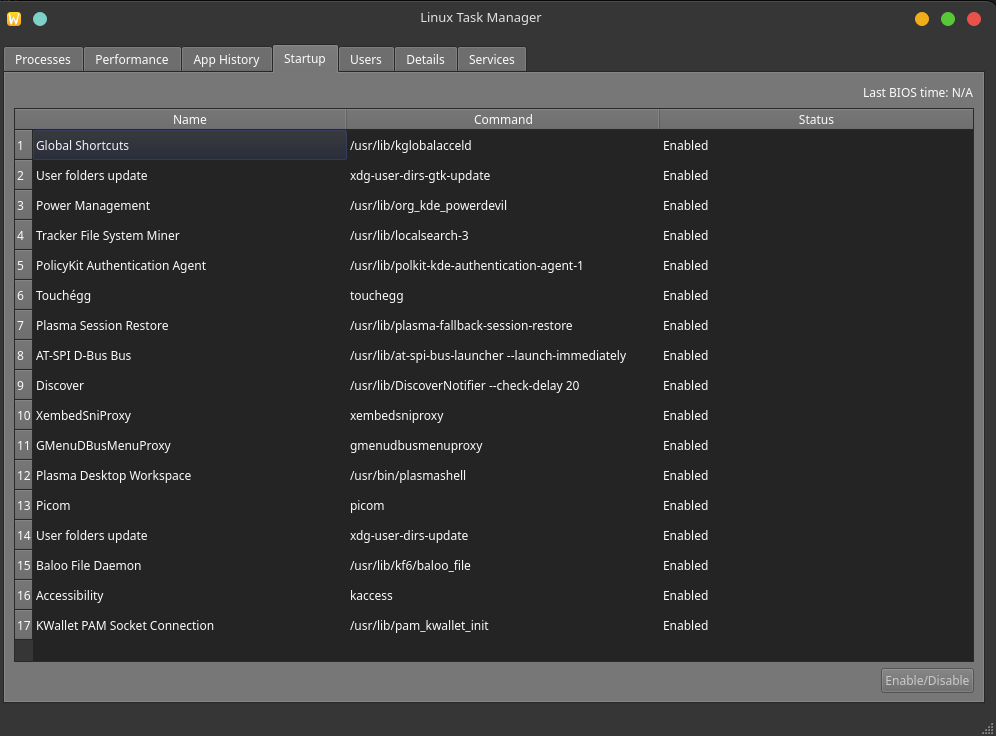 W
Linux Task Manager
Processes Performance App History Startup Users Details Services
Last BIOS time: N/A
Name Command Status
1 Global Shortcuts /usr/lib/kglobalacceld Enabled
2 User folders update xdg-user-dirs-gtk-update Enabled
3 Power Management /usr/lib/org_kde_powerdevil Enabled
4 Tracker File System Miner /usr/lib/localsearch-3 Enabled
5 PolicyKit Authentication Agent /usr/lib/polkit-kde-authentication-agent-1 Enabled
6 Touchégg touchegg Enabled
7 Plasma Session Restore /usr/lib/plasma-fallback-session-restore Enabled
8 AT-SPI D-Bus Bus /usr/lib/at-spi-bus-launcher --launch-immediately Enabled
9 Discover /usr/lib/DiscoverNotifier --check-delay 20 Enabled
10 XembedSniProxy xembedsniproxy Enabled
11 GMenuDBusMenuProxy gmenudbusmenuproxy Enabled
12 Plasma Desktop Workspace /usr/bin/plasmashell Enabled
13 Picom picom Enabled
14 User folders update xdg-user-dirs-update Enabled
15 Baloo File Daemon /usr/lib/kf6/baloo_file Enabled
16 Accessibility kaccess Enabled
17 KWallet PAM Socket Connection /usr/lib/pam_kwallet_init Enabled
Enable/Disable